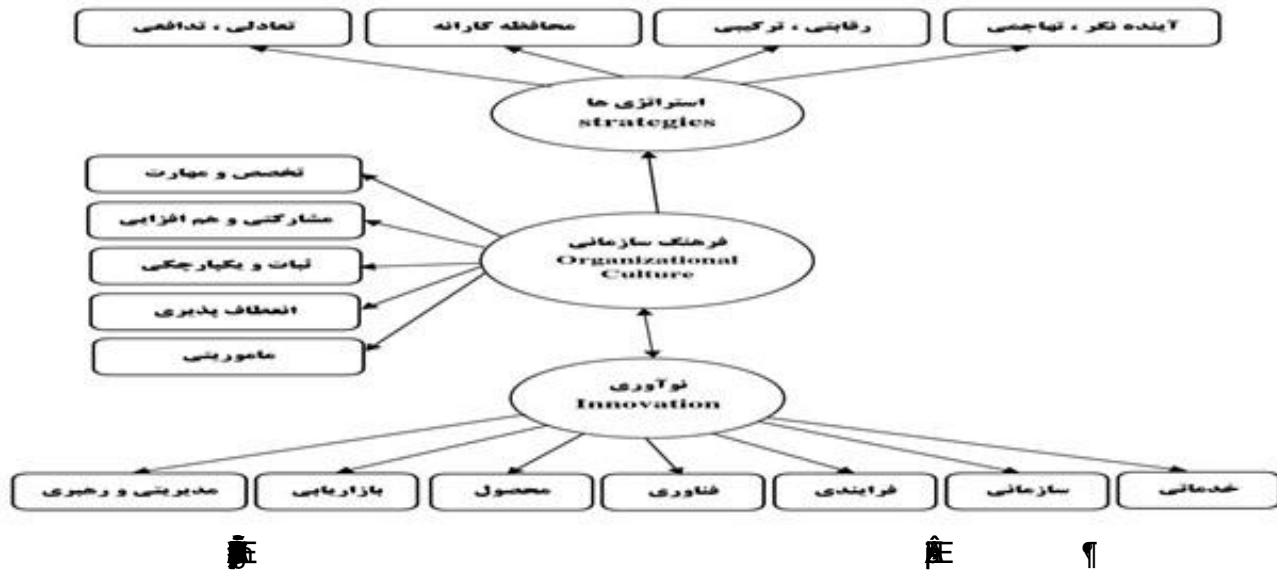 آینده نگر ، تهاجمی
رقابتی ، ترکیبی
محافظه کارانه
تعادلی ، تدافعی
استراتژی ها
strategies
تخصص و مهارت
مشارکتی و هم افزایی
ثبات و یکپارچگی
انعطاف پذیری
ماموریتی
فرهنگ سازمانی
Organizational
Culture
نوآوری
Innovation
خدماتی
سازمانی
فرایندی
فناوری
محصول
بازاریابی
مدیریتی و رهبری
¶